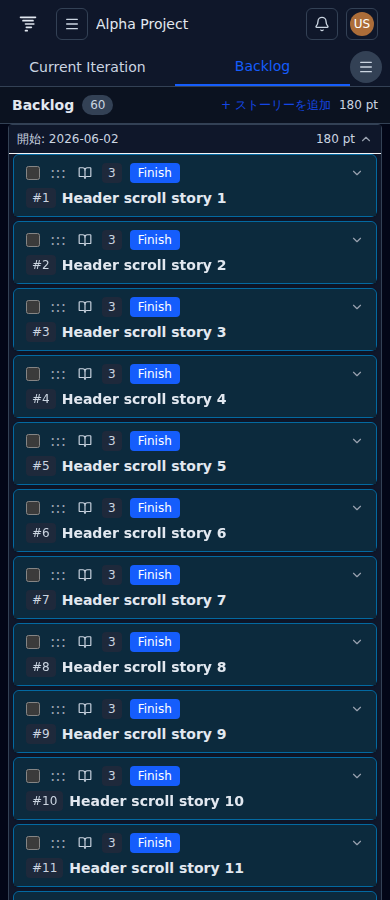 Alpha Project
US
Current Iteration
Backlog
Backlog 60 + ストーリーを追加 180 pt
開始: 2026-06-02 180 pt
3 Finish
#1 Header scroll story 1
3 Finish
#2 Header scroll story 2
3 Finish
#3 Header scroll story 3
3 Finish
#4 Header scroll story 4
3 Finish
#5 Header scroll story 5
3 Finish
#6 Header scroll story 6
3 Finish
#7 Header scroll story 7
3 Finish
#8 Header scroll story 8
3 Finish
#9 Header scroll story 9
3 Finish
#10 Header scroll story 10
3 Finish
#11 Header scroll story 11